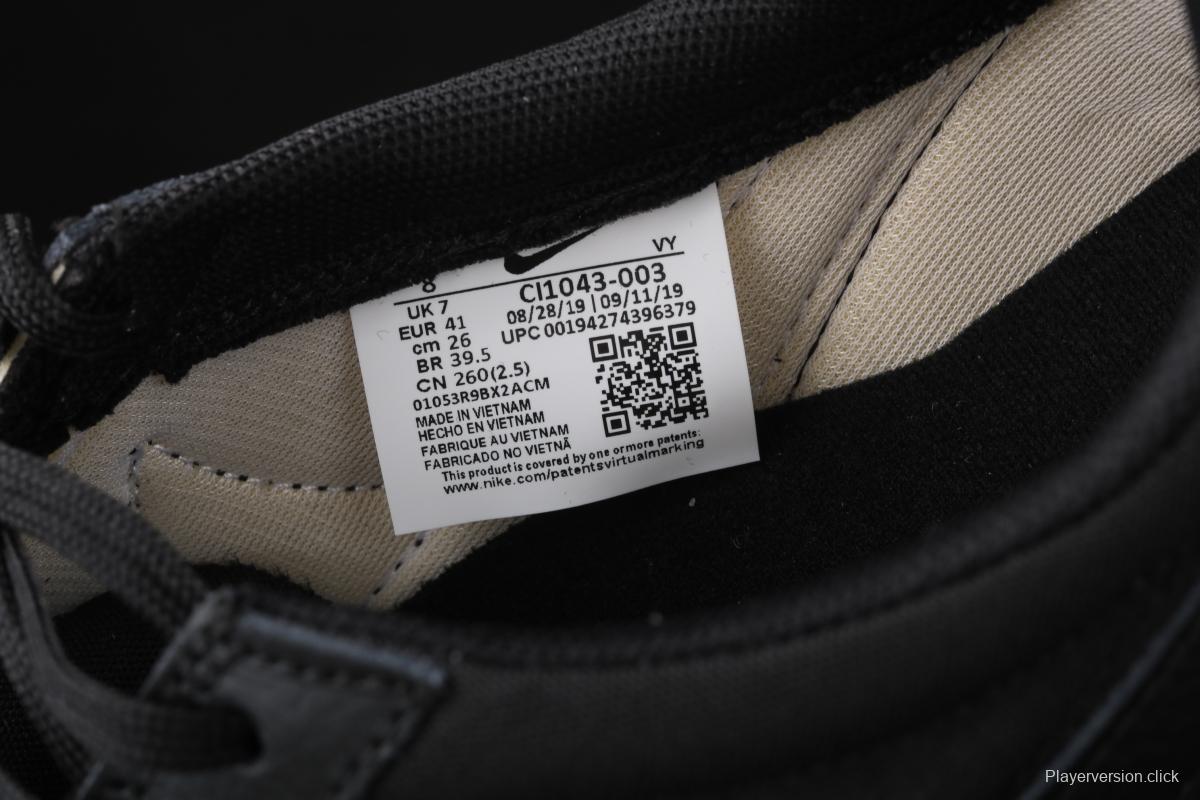 VY
8
CI1043-003
UK 7
08/28/19 | 09/11/19
EUR 41
UPC 00194274396379
cm 26
BR 39.5
CN 260(2.5)
01053R9BX2ACM
MADE IN VIETNAM
HECHO EN VIETNAM
FABRIQUE AU VIETNAM
FABRICADO NO VIETNÃ
This product is covered by one or more patents:
www.nike.com/patentsvirtualmarking
Playerversion.click